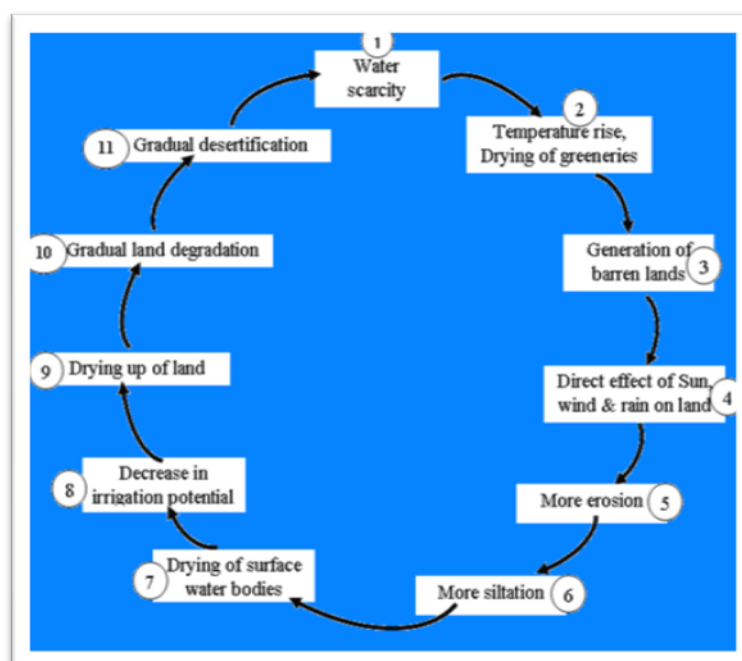 1
Water
scarcity
2
Temperature rise,
Drying of greeneries
Generation of
barren lands
3
Direct effect of Sun,
wind & rain on land
4
More erosion
5
More siltation
6
Drying of surface
water bodies
7
Decrease in
irrigation potential
8
Drying up of land
9
Gradual land degradation
10
Gradual desertification
11